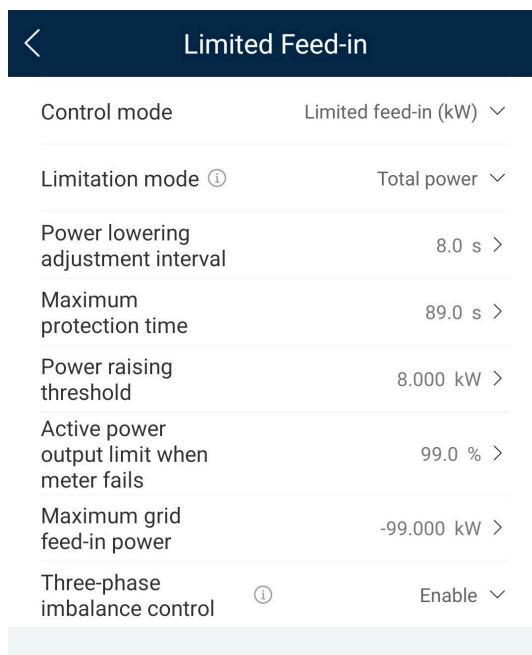 Limited Feed-in
Control mode Limited feed-in (kW)
Limitation mode Total power
Power lowering
adjustment interval 8.0 s
Maximum
protection time 89.0 s
Power raising
threshold 8.000 kW
Active power
output limit when
meter fails 99.0 %
Maximum grid
feed-in power -99.000 kW
Three-phase
imbalance control Enable